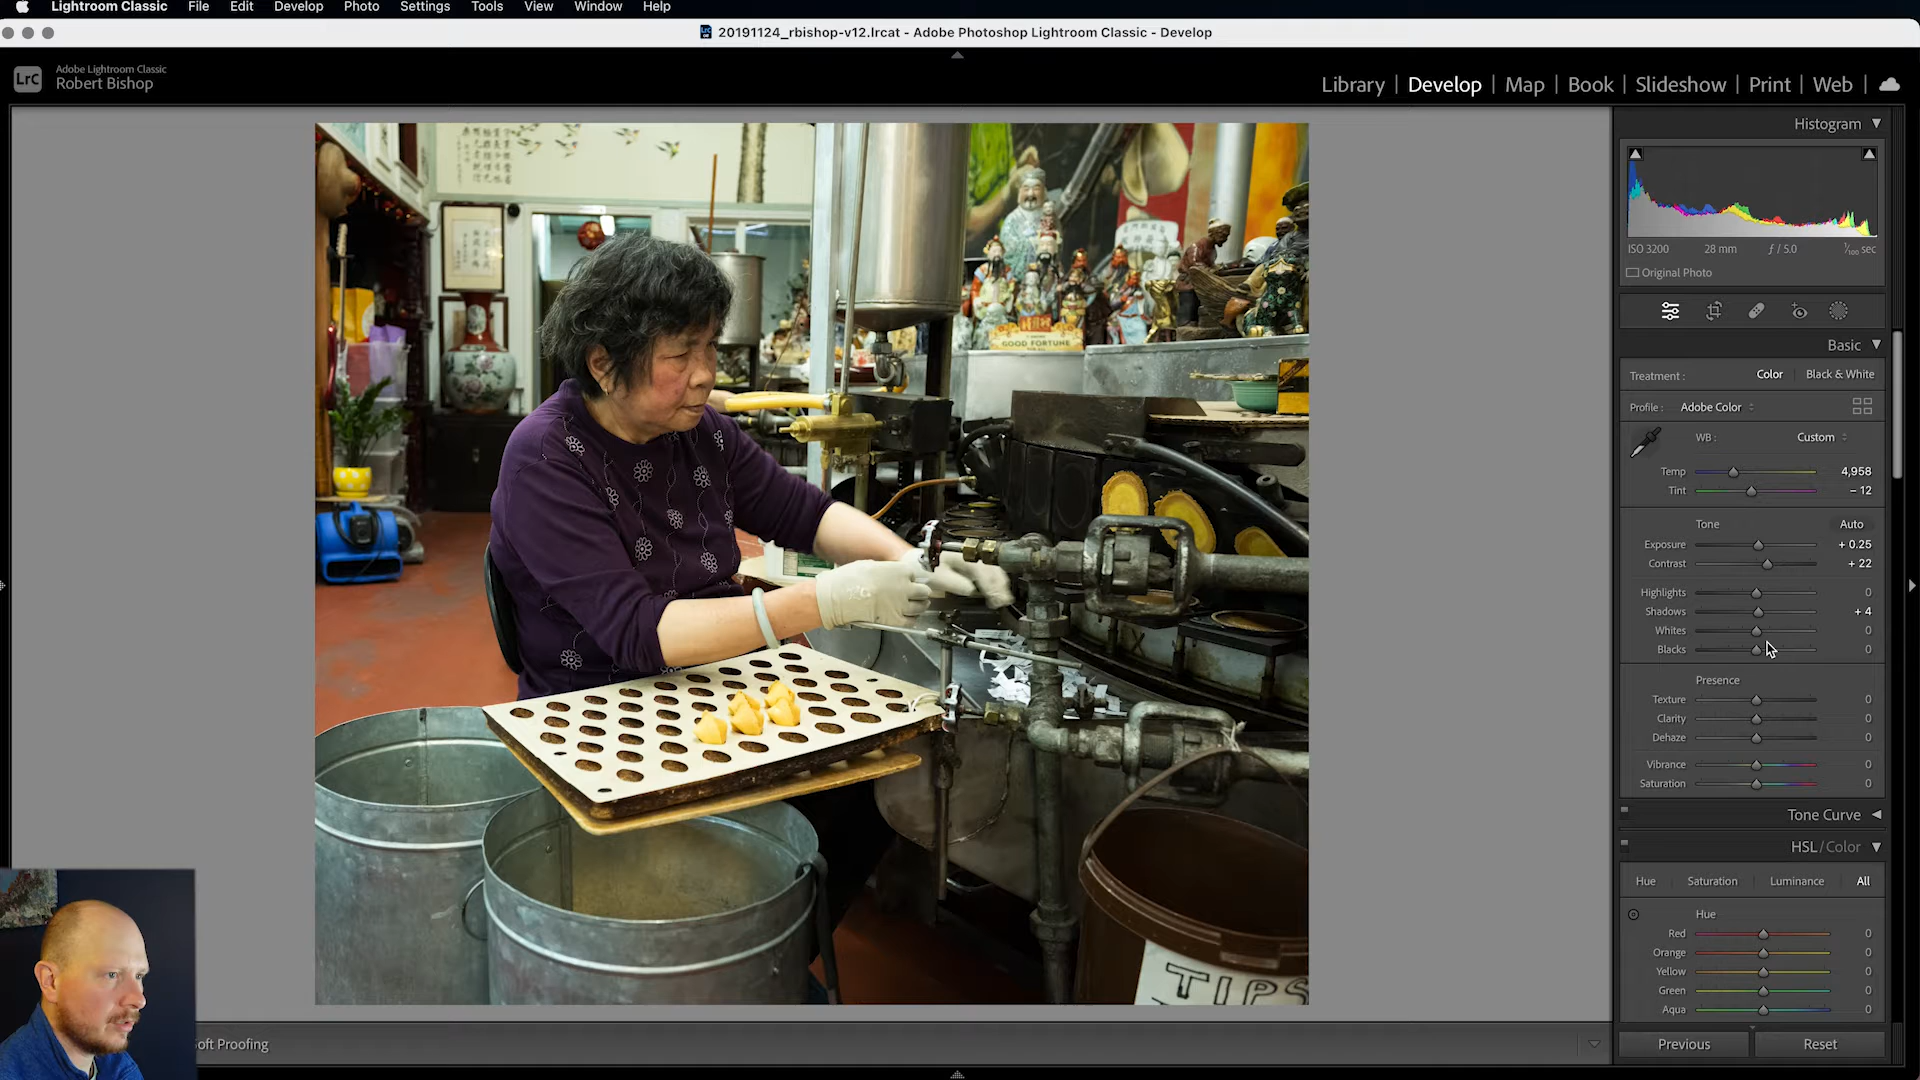 Lightroom Classic File Edit Develop Photo Settings Tools View Window Help
20191124_rbishop-v12.lrcat - Adobe Photoshop Lightroom Classic - Develop
LrC
Adobe Lightroom Classic
Robert Bishop
Library | Develop | Map | Book | Slideshow | Print | Web
Histogram
ISO 3200 28 mm ƒ / 5.0 1/100 sec
Original Photo
Basic
Treatment : Color Black & White
Profile : Adobe Color
WB : Custom
Temp 4,958
Tint − 12
Tone Auto
Exposure + 0.25
Contrast + 22
Highlights 0
Shadows + 4
Whites 0
Blacks 0
Presence
Texture 0
Clarity 0
Dehaze 0
Vibrance 0
Saturation 0
Tone Curve
HSL / Color
Hue Saturation Luminance All
Hue
Red 0
Orange 0
Yellow 0
Green 0
Aqua 0
Previous Reset
GOOD FORTUNE
TIPS
oft Proofing